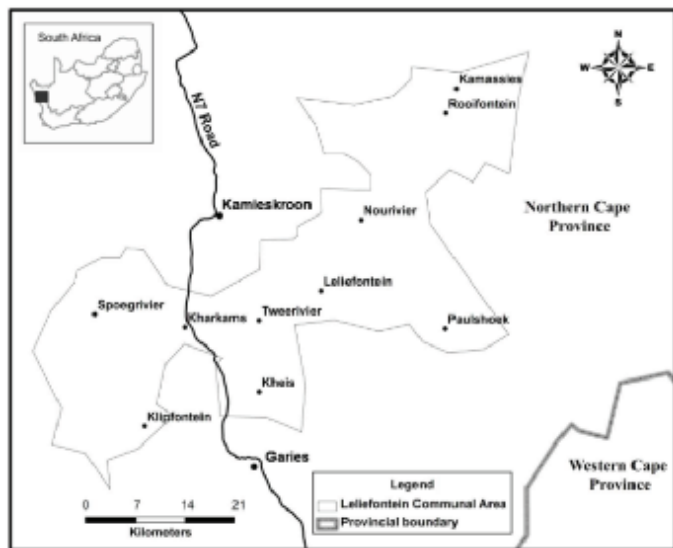 South Africa
N
W
E
S
N7 Road
Kamassies
Rooifontein
Kamieskroon
Nourivier
Northern Cape
Province
Leliefontein
Spoegrivier
Kharkams
Tweerivier
Paulshoek
Kheis
Klipfontein
Garies
Western Cape
Province
Legend
Leliefontein Communal Area
Provincial boundary
0 7 14 21
Kilometers